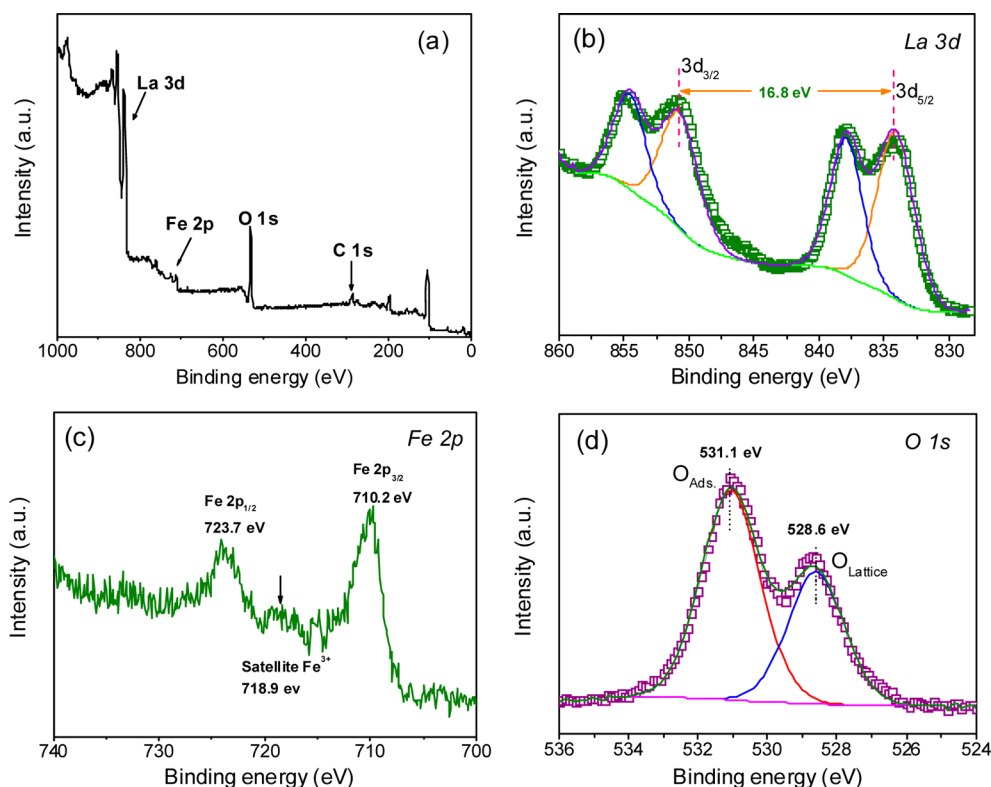 (a)
La 3d
Fe 2p
O 1s
C 1s
Intensity (a.u.)
1000 800 600 400 200 0
Binding energy (eV)
(b)
La 3d
3d3/2
16.8 eV
3d5/2
Intensity (a.u.)
860 855 850 845 840 835 830
Binding energy (eV)
(c)
Fe 2p
Fe 2p3/2
710.2 eV
Fe 2p1/2
723.7 eV
Satellite Fe3+
718.9 ev
Intensity (a.u.)
740 730 720 710 700
Binding energy (eV)
(d)
O 1s
531.1 eV
OAds.
528.6 eV
OLattice
Intensity (a.u.)
536 534 532 530 528 526 524
Binding energy (eV)